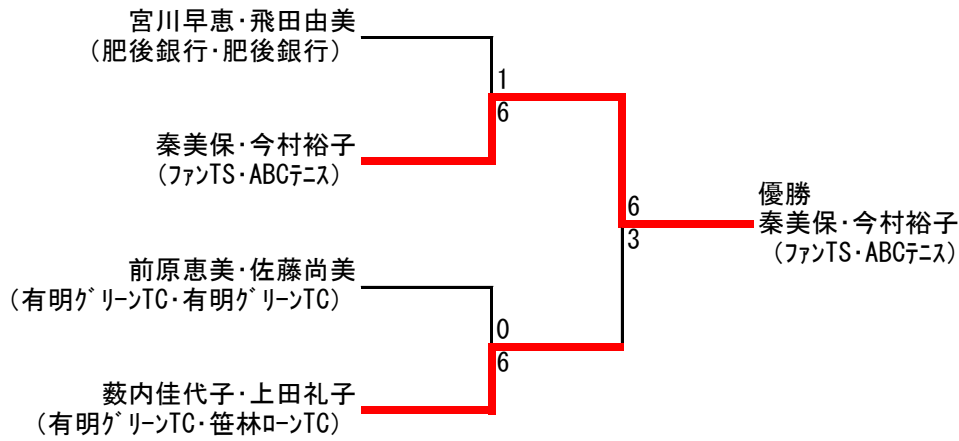 宮川早恵・飛田由美
(肥後銀行・肥後銀行)
1
6
秦美保・今村裕子
(ﾌｧﾝTS・ABCﾃﾆｽ)
6
3
優勝
秦美保・今村裕子
(ﾌｧﾝTS・ABCﾃﾆｽ)
前原恵美・佐藤尚美
(有明ｸﾞﾘｰﾝTC・有明ｸﾞﾘｰﾝTC)
0
6
薮内佳代子・上田礼子
(有明ｸﾞﾘｰﾝTC・笹林ﾛｰﾝTC)